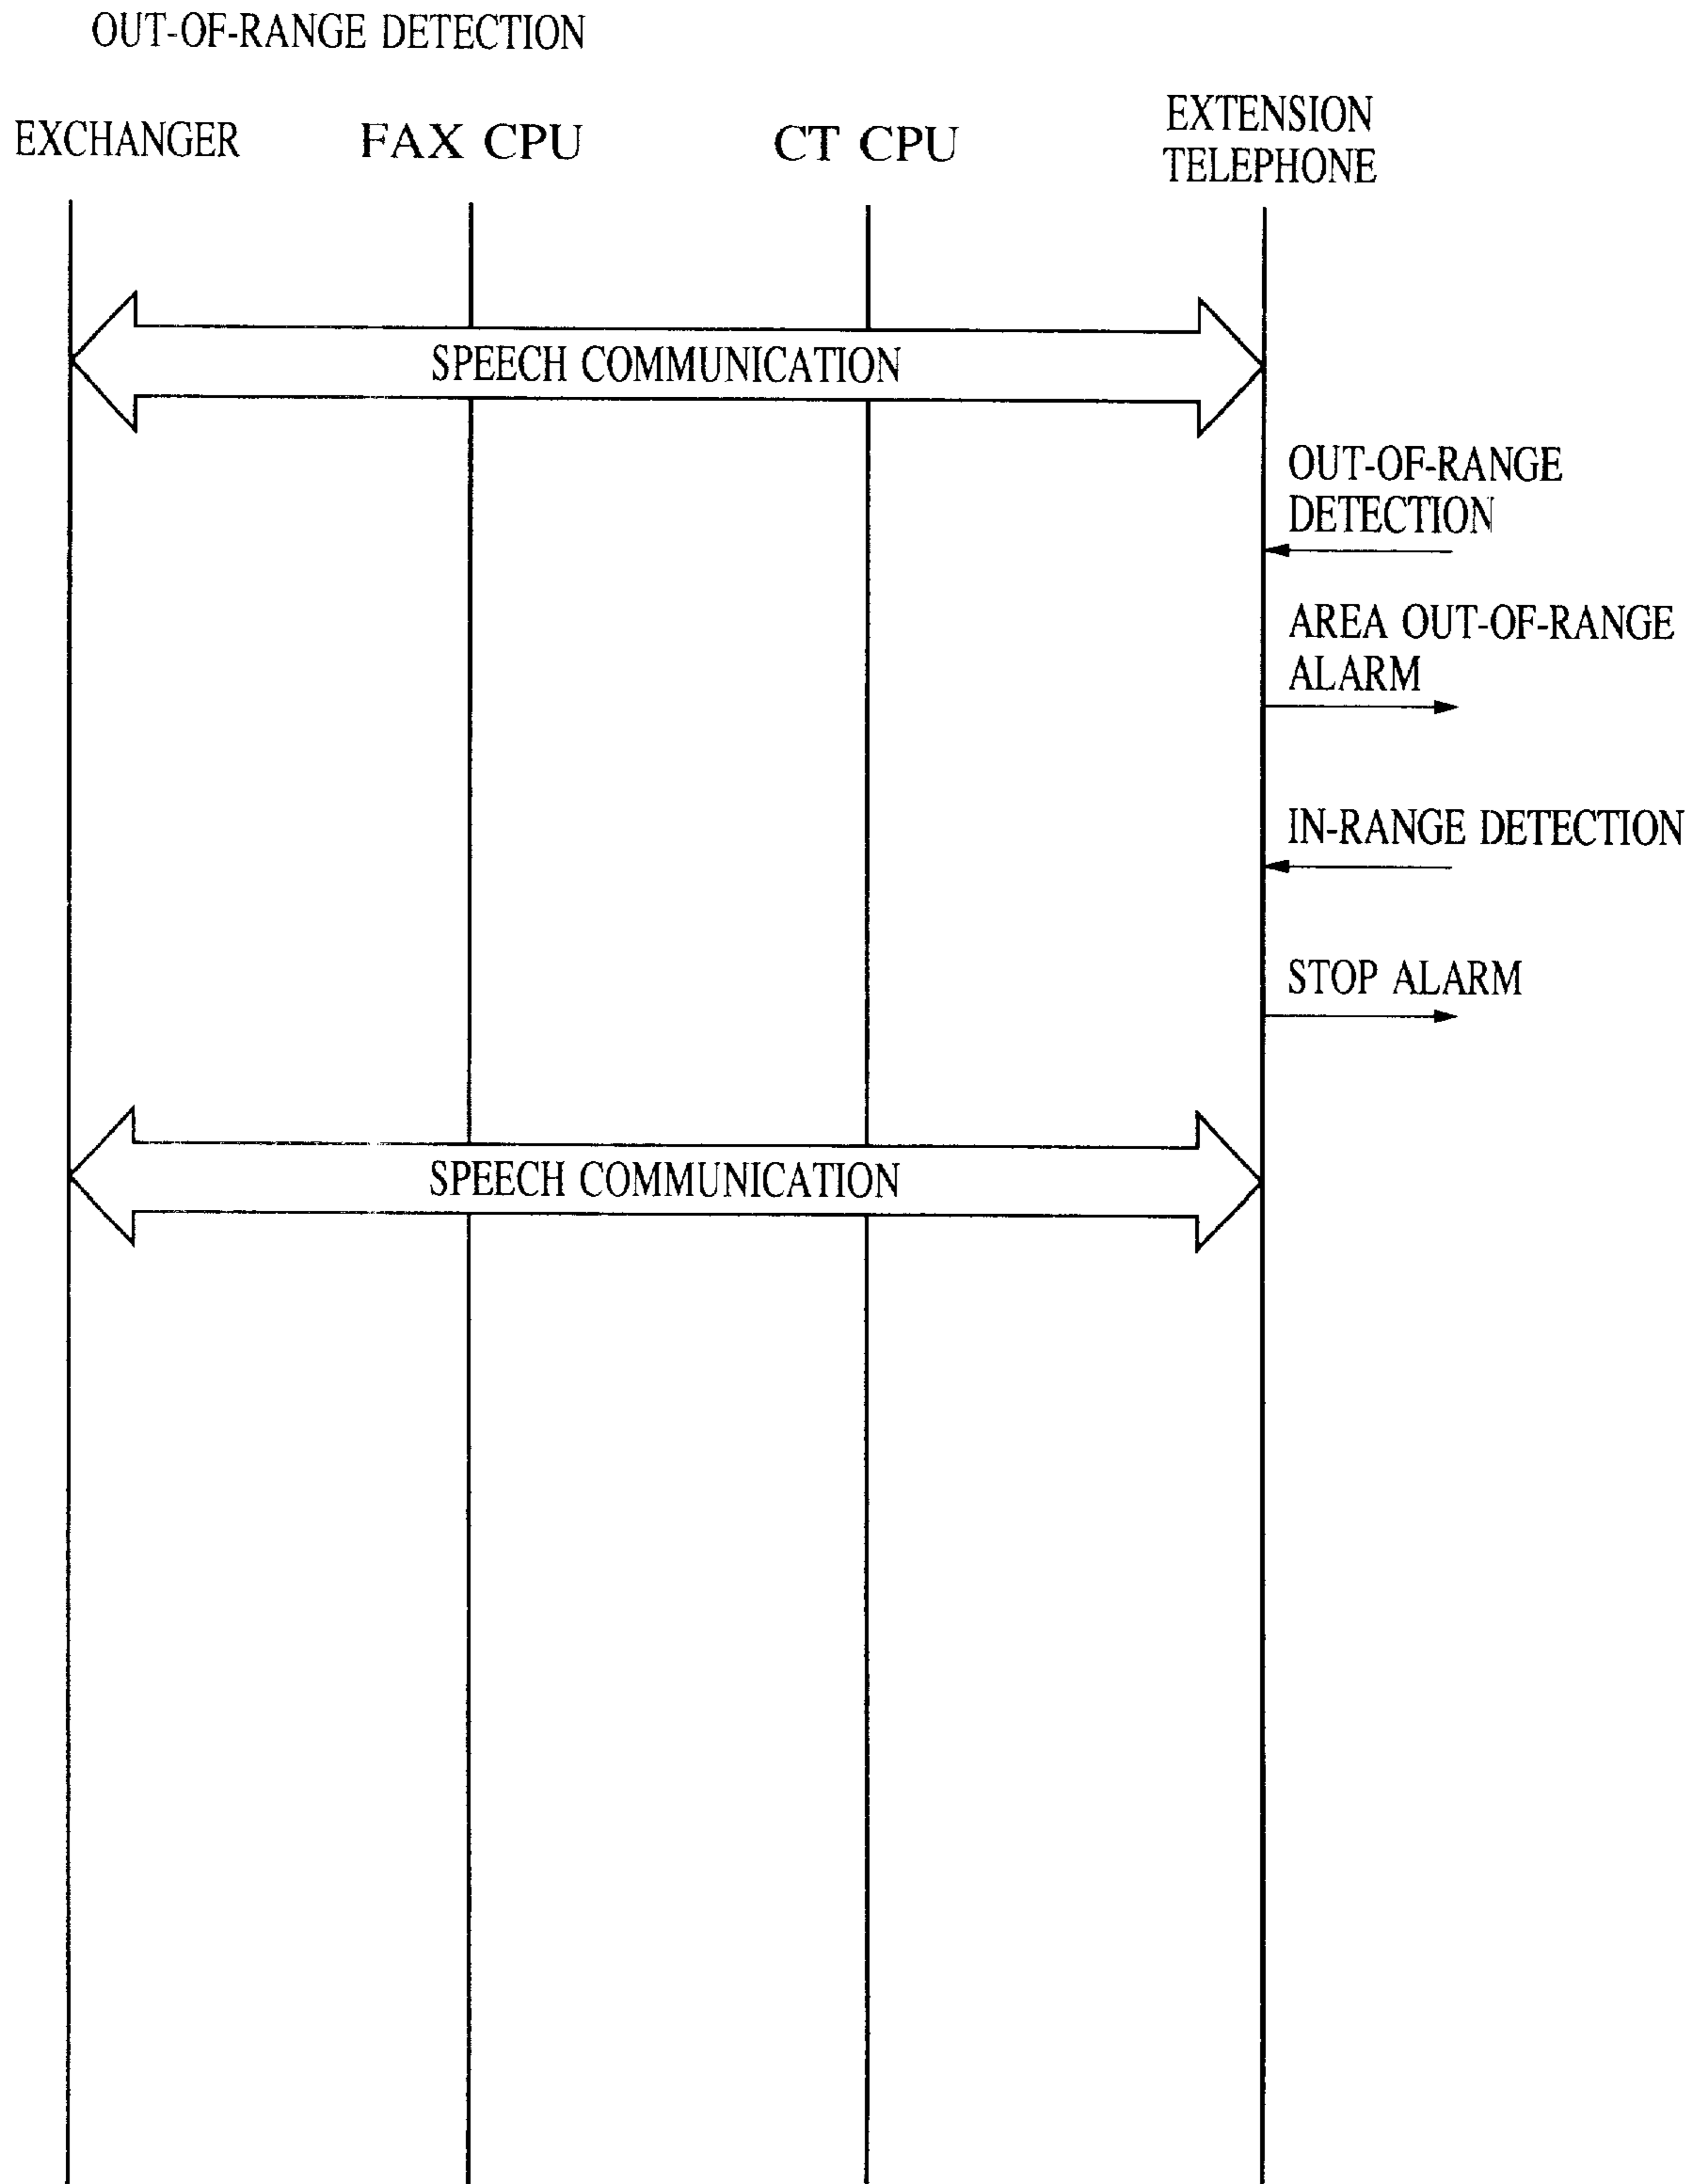 OUT-OF-RANGE DETECTION
EXCHANGER
FAX CPU
CT CPU
EXTENSION
TELEPHONE
SPEECH COMMUNICATION
OUT-OF-RANGE
DETECTION
AREA OUT-OF-RANGE
ALARM
IN-RANGE DETECTION
STOP ALARM
SPEECH COMMUNICATION